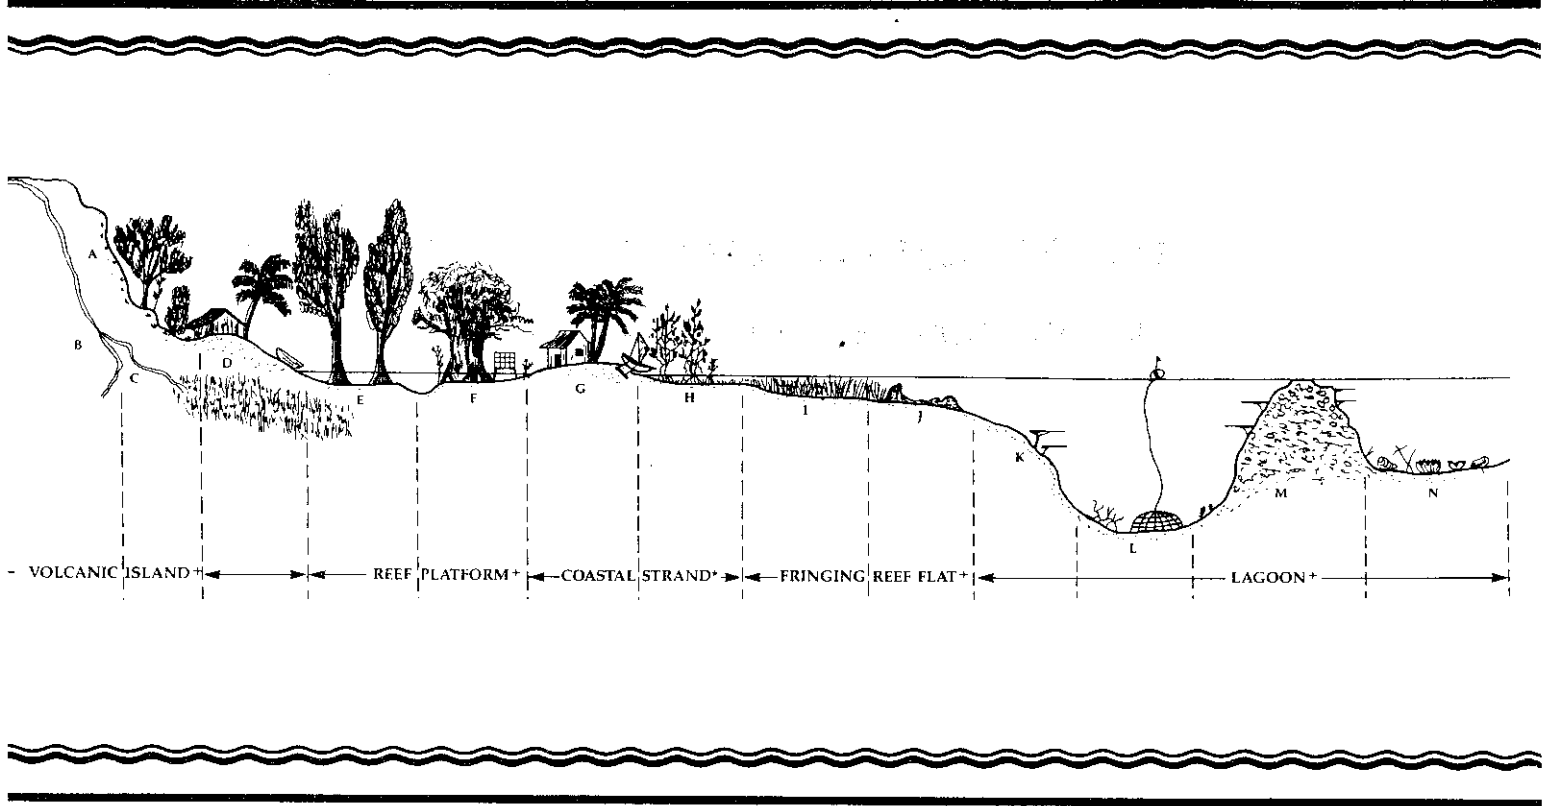 A
B
C
D
E
F
G
H
I
J
K
L
M
N
- VOLCANIC ISLAND+
REEF PLATFORM+
COASTAL STRAND*
FRINGING REEF FLAT+
LAGOON+